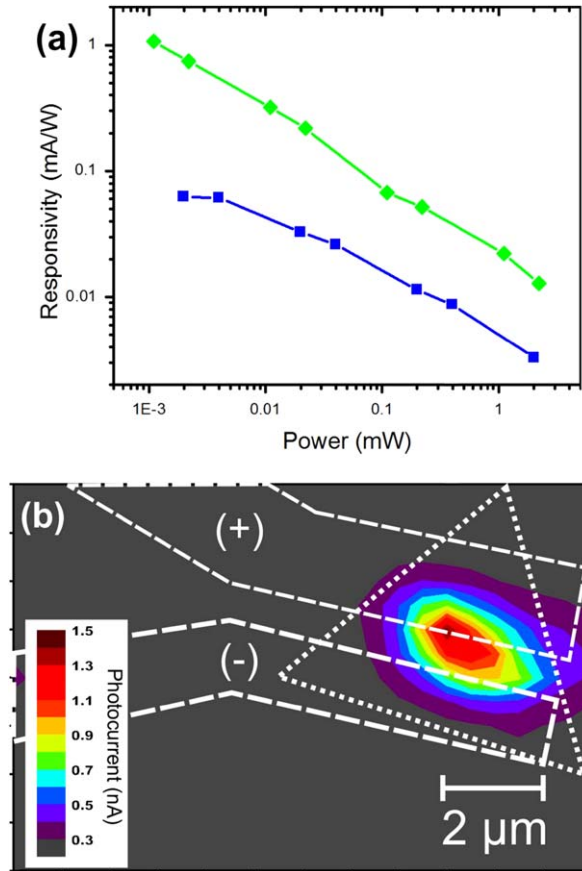 (a)
Responsivity (mA/W)
1
0.1
0.01
1E-3 0.01 0.1 1
Power (mW)
(b)
(+)
(-)
Photocurrent (nA)
1.5
1.3
1.1
0.9
0.7
0.5
0.3
2 μm